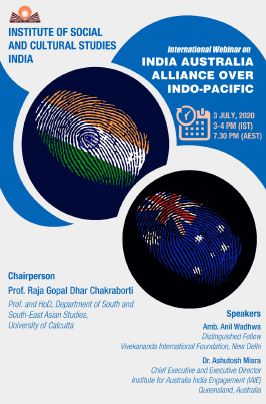 INSTITUTE OF SOCIAL
AND CULTURAL STUDIES
INDIA
International Webinar on
INDIA AUSTRALIA
ALLIANCE OVER
INDO-PACIFIC
3 JULY, 2020
3-4 PM (IST)
7.30 PM (AEST)
Chairperson
Prof. Raja Gopal Dhar Chakraborti
Prof. and HoD, Department of South and
South-East Asian Studies,
University of Calcutta
Speakers
Amb. Anil Wadhwa
Distinguished Fellow
Vivekananda International Foundation, New Delhi
Dr. Ashutosh Misra
Chief Executive and Executive Director
Institute for Australia India Engagement (IAIE)
Queensland, Australia